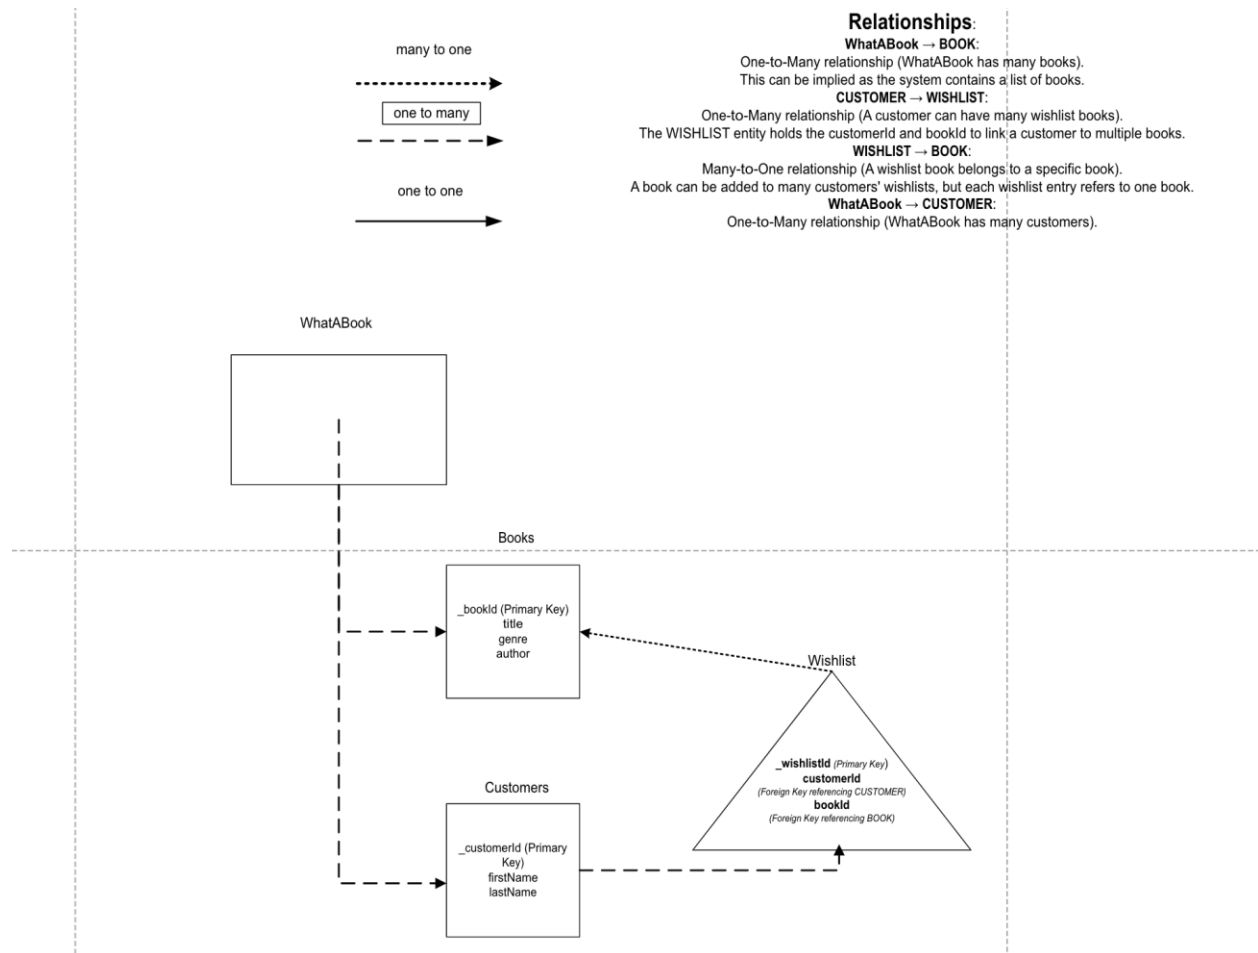 many to one
one to many
one to one
Relationships:
WhatABook → BOOK:
One-to-Many relationship (WhatABook has many books).
This can be implied as the system contains a list of books.
CUSTOMER → WISHLIST:
One-to-Many relationship (A customer can have many wishlist books).
The WISHLIST entity holds the customerId and bookId to link a customer to multiple books.
WISHLIST → BOOK:
Many-to-One relationship (A wishlist book belongs to a specific book).
A book can be added to many customers' wishlists, but each wishlist entry refers to one book.
WhatABook → CUSTOMER:
One-to-Many relationship (WhatABook has many customers).
WhatABook
Books
_bookId (Primary Key)
title
genre
author
Wishlist
_wishlistId (Primary Key)
customerId
(Foreign Key referencing CUSTOMER)
bookId
(Foreign Key referencing BOOK)
Customers
_customerId (Primary
Key)
firstName
lastName